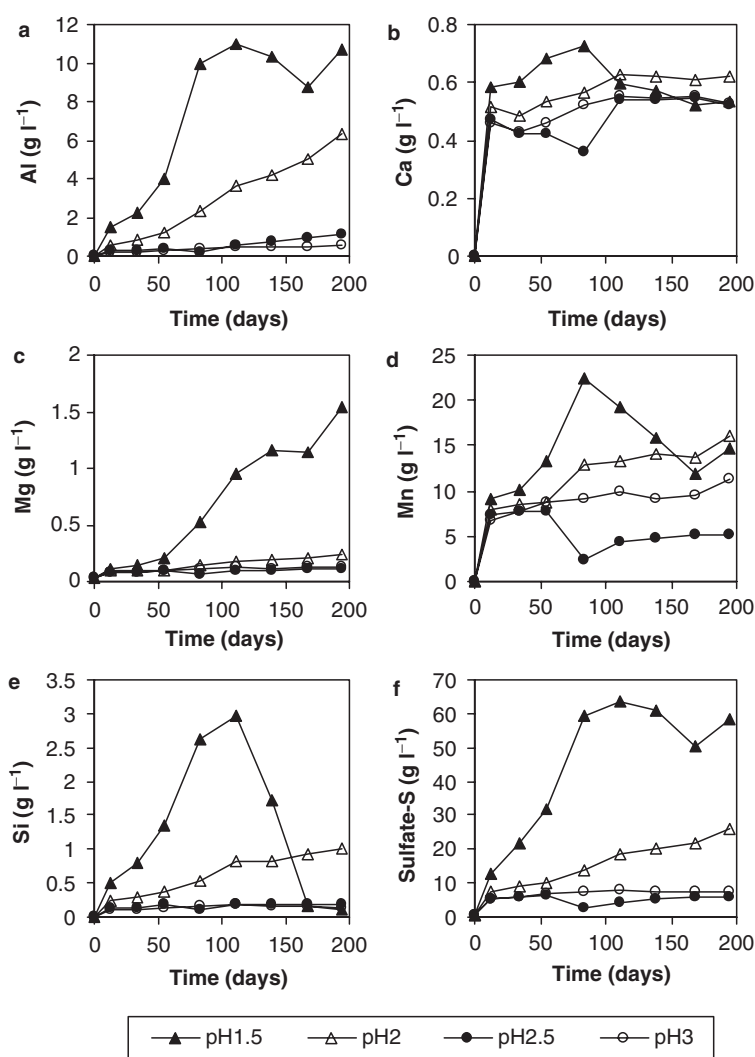 a
12
10
8
6
4
2
0
Al (g l⁻¹)
0 50 100 150 200
Time (days)
b
0.8
0.6
0.4
0.2
0
Ca (g l⁻¹)
0 50 100 150 200
Time (days)
c
2
1.5
1
0.5
0
Mg (g l⁻¹)
0 50 100 150 200
Time (days)
d
25
20
15
10
5
0
Mn (g l⁻¹)
0 50 100 150 200
Time (days)
e
3.5
3
2.5
2
1.5
1
0.5
0
Si (g l⁻¹)
0 50 100 150 200
Time (days)
f
70
60
50
40
30
20
10
0
Sulfate-S (g l⁻¹)
0 50 100 150 200
Time (days)
pH1.5 pH2 pH2.5 pH3